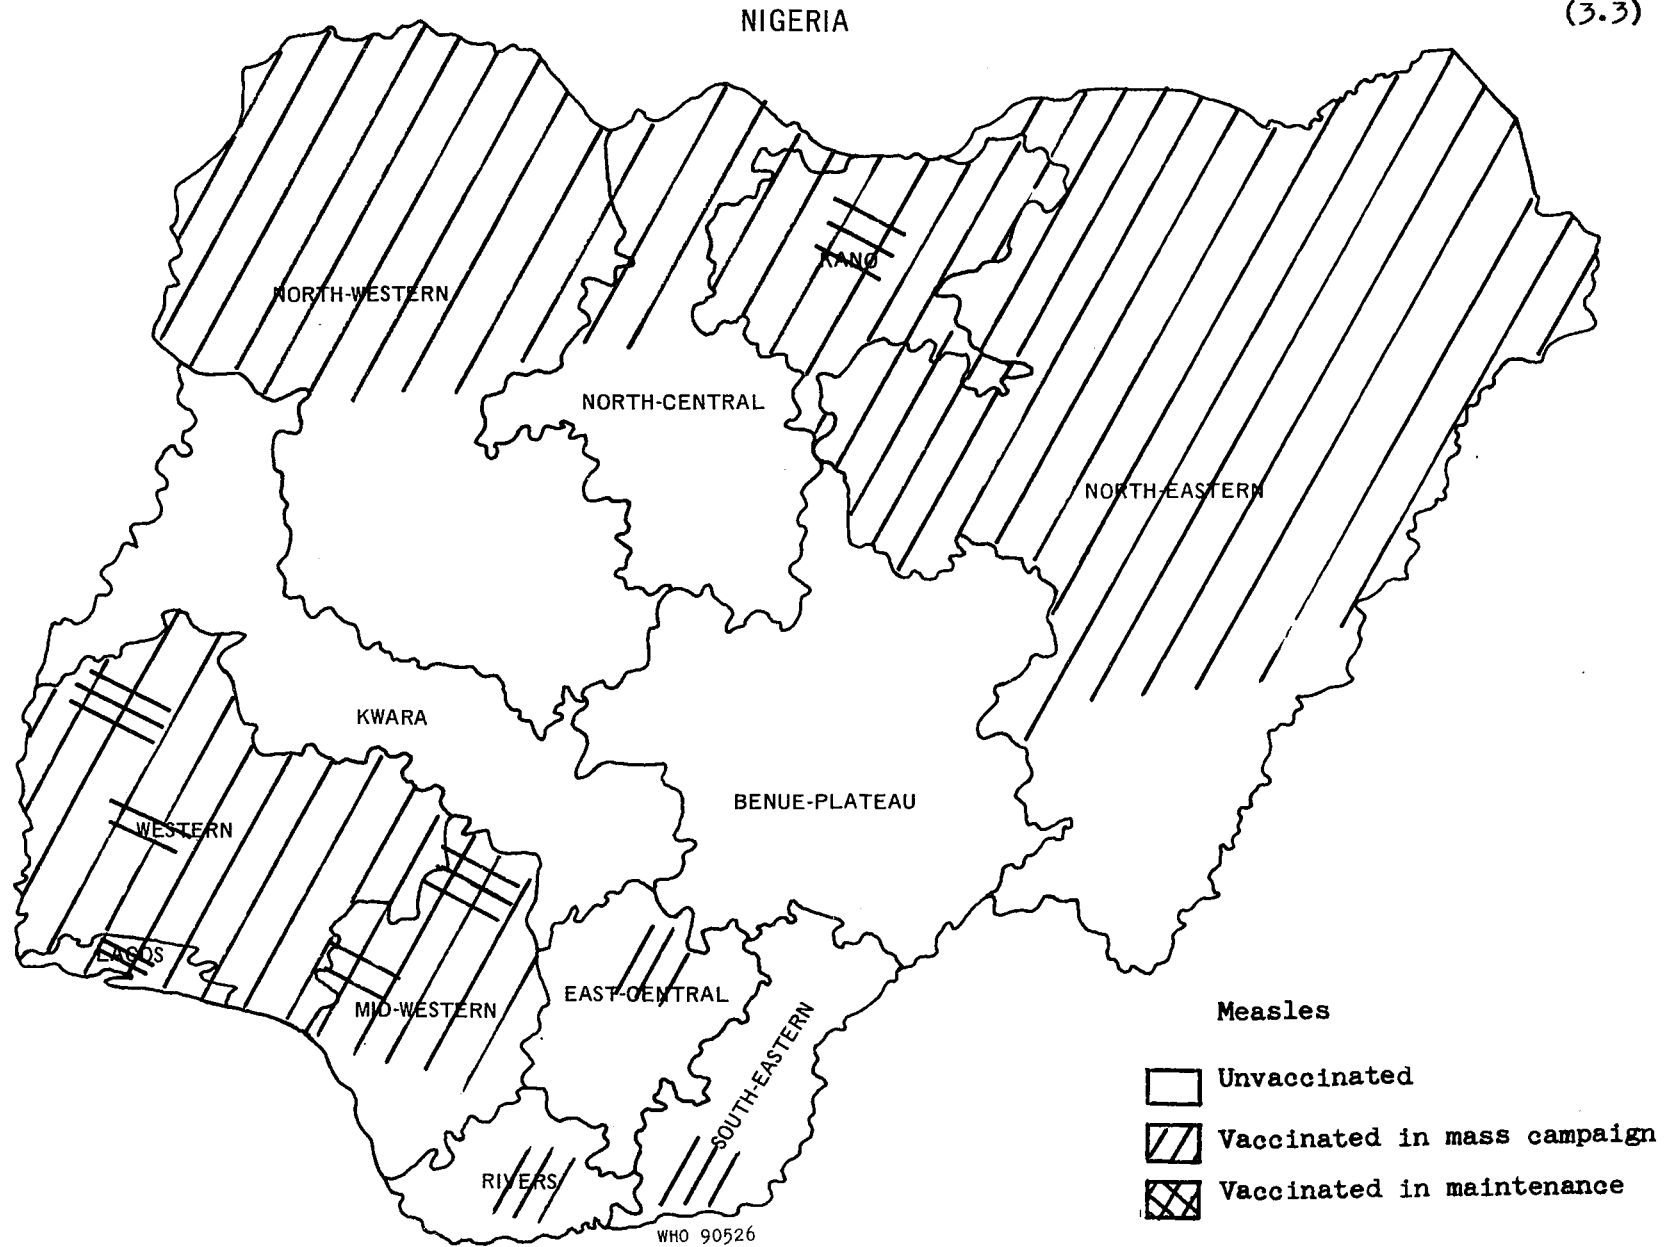 NIGERIA
(3.3)
KANO
NORTH-WESTERN
NORTH-CENTRAL
NORTH-EASTERN
KWARA
BENUE-PLATEAU
WESTERN
LAGOS
EAST-CENTRAL
MID-WESTERN
SOUTH-EASTERN
RIVERS
WHO 90526
Measles
Unvaccinated
Vaccinated in mass campaign
Vaccinated in maintenance